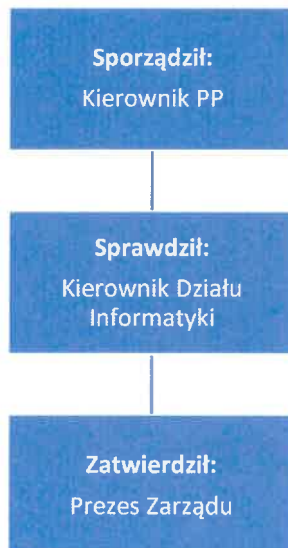 Sporządził:
Kierownik PP
Sprawdził:
Kierownik Działu
Informatyki
Zatwierdził:
Prezes Zarządu